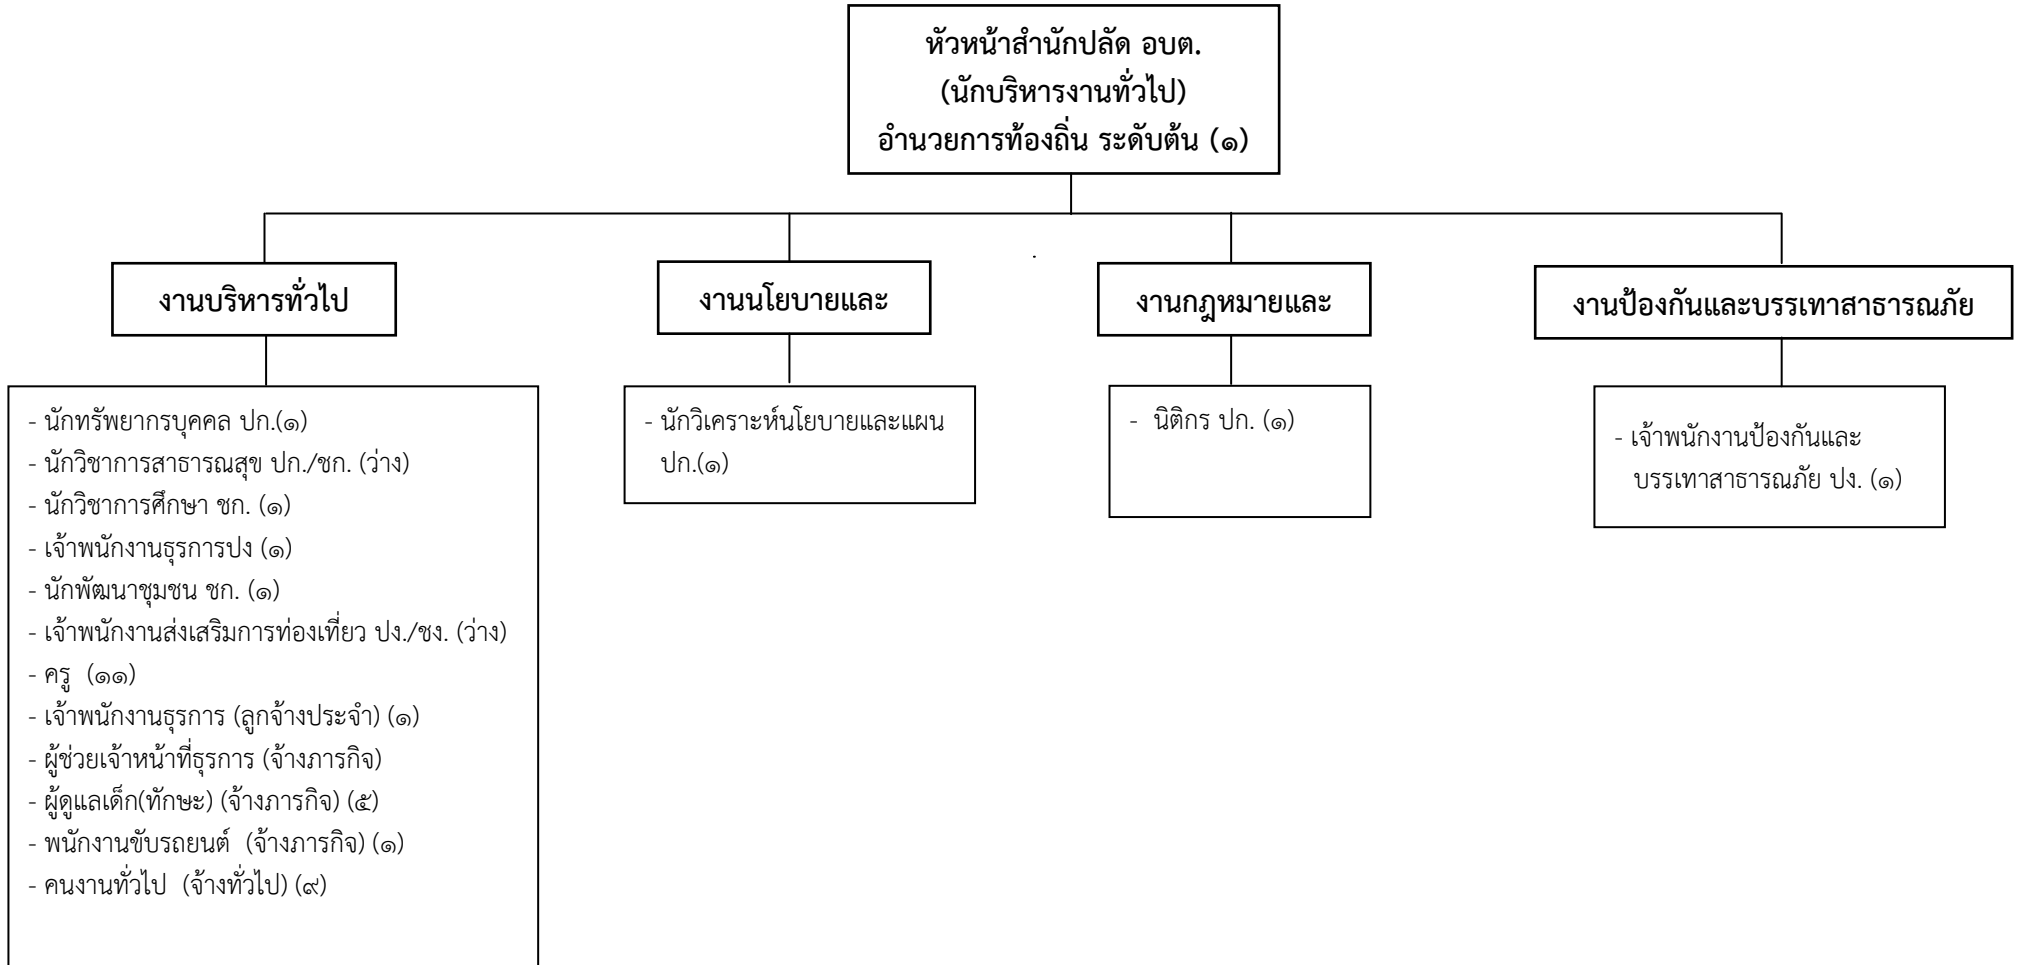 หัวหน้าสำนักปลัด อบต.
(นักบริหารงานทั่วไป)
อำนวยการท้องถิ่น ระดับต้น (๑)
งานบริหารทั่วไป
งานนโยบายและ
งานกฎหมายและ
งานป้องกันและบรรเทาสาธารณภัย
- นักทรัพยากรบุคคล ปก.(๑)
- นักวิชาการสาธารณสุข ปก./ชก. (ว่าง)
- นักวิชาการศึกษา ชก. (๑)
- เจ้าพนักงานธุรการปง (๑)
- นักพัฒนาชุมชน ชก. (๑)
- เจ้าพนักงานส่งเสริมการท่องเที่ยว ปง./ชง. (ว่าง)
- ครู (๑๑)
- เจ้าพนักงานธุรการ (ลูกจ้างประจำ) (๑)
- ผู้ช่วยเจ้าหน้าที่ธุรการ (จ้างภารกิจ)
- ผู้ดูแลเด็ก(ทักษะ) (จ้างภารกิจ) (๕)
- พนักงานขับรถยนต์ (จ้างภารกิจ) (๑)
- คนงานทั่วไป (จ้างทั่วไป) (๙)
- นักวิเคราะห์นโยบายและแผน
ปก.(๑)
- นิติกร ปก. (๑)
- เจ้าพนักงานป้องกันและ
บรรเทาสาธารณภัย ปง. (๑)